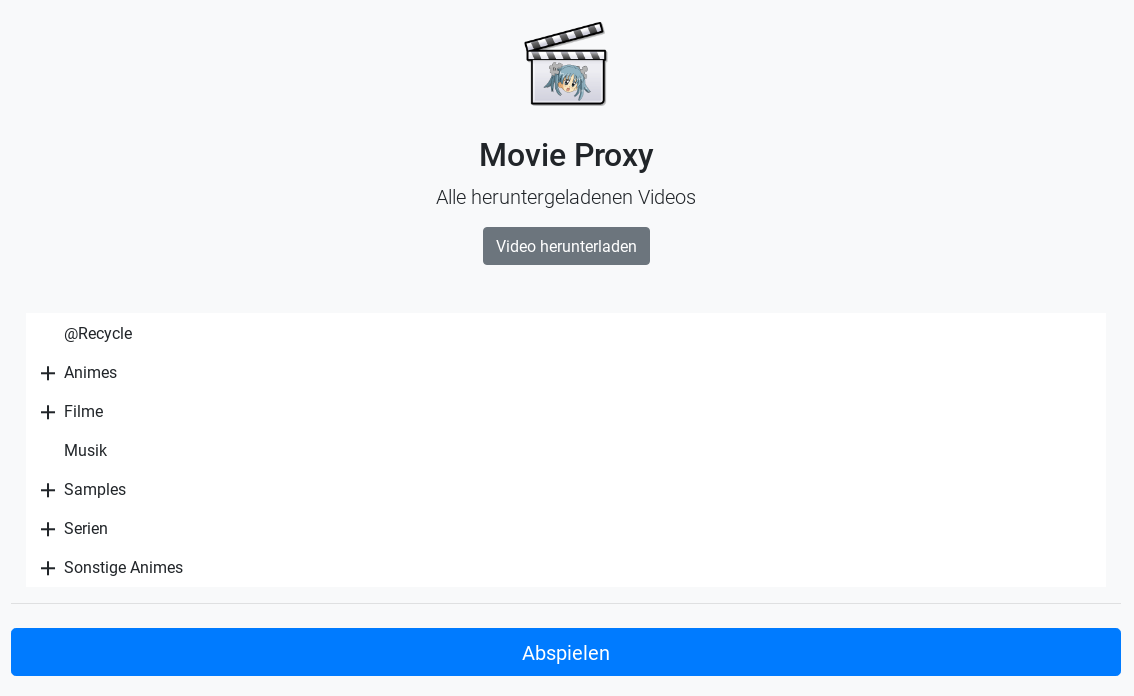 Movie Proxy
Alle heruntergeladenen Videos
Video herunterladen
@Recycle
Animes
Filme
Musik
Samples
Serien
Sonstige Animes
Abspielen